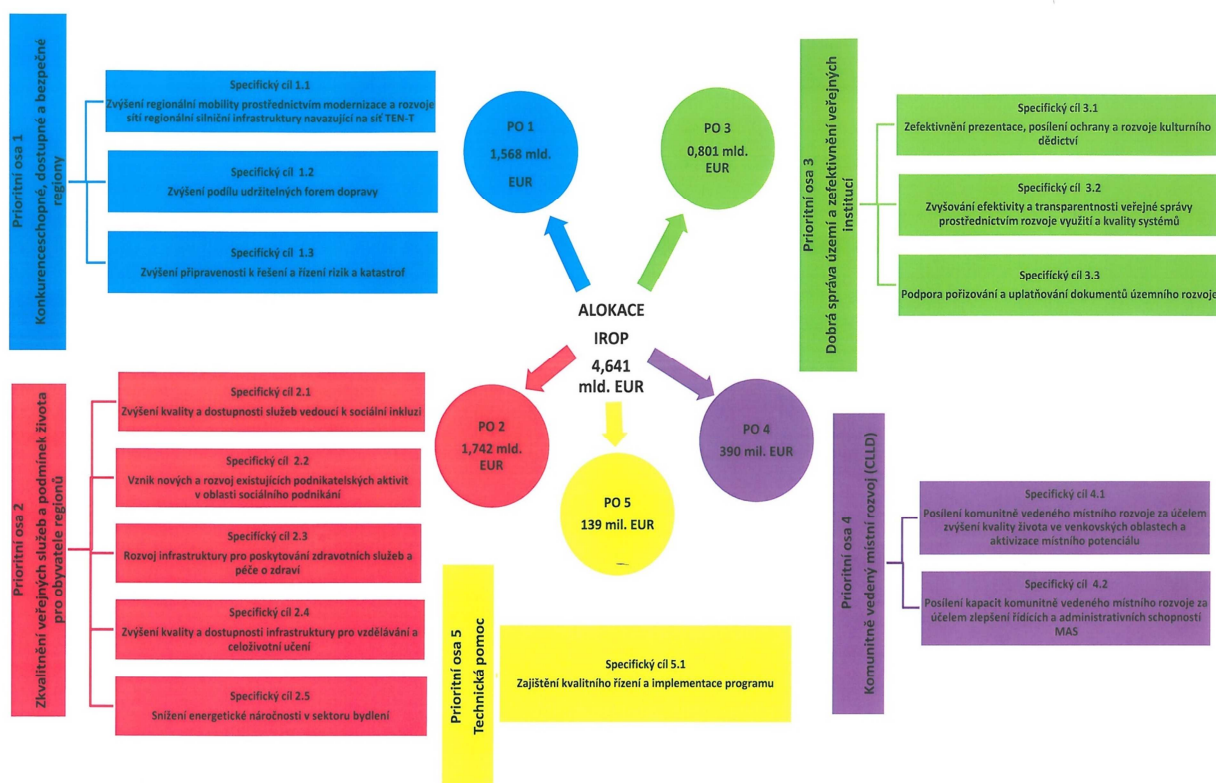 Prioritní osa 1
Konkurenceschopné, dostupné a bezpečné
regiony
Specifický cíl 1.1
Zvýšení regionální mobility prostřednictvím modernizace a rozvoje
sítí regionální silniční infrastruktury navazující na síť TEN-T
Specifický cíl 1.2
Zvýšení podílu udržitelných forem dopravy
Specifický cíl 1.3
Zvýšení připravenosti k řešení a řízení rizik a katastrof
PO 1
1,568 mld.
EUR
PO 3
0,801 mld.
EUR
Prioritní osa 3
Dobrá správa území a zefektivnění veřejných
institucí
Specifický cíl 3.1
Zefektivnění prezentace, posílení ochrany a rozvoje kulturního
dědictví
Specifický cíl 3.2
Zvyšování efektivity a transparentnosti veřejné správy
prostřednictvím rozvoje využití a kvality systémů
Specifický cíl 3.3
Podpora pořizování a uplatňování dokumentů územního rozvoje
ALOKACE
IROP
4,641
mld. EUR
Prioritní osa 2
Zkvalitnění veřejných služeb a podmínek života
pro obyvatele regionů
Specifický cíl 2.1
Zvýšení kvality a dostupnosti služeb vedoucí k sociální inkluzi
Specifický cíl 2.2
Vznik nových a rozvoj existujících podnikatelských aktivit
v oblasti sociálního podnikání
Specifický cíl 2.3
Rozvoj infrastruktury pro poskytování zdravotních služeb a
péče o zdraví
Specifický cíl 2.4
Zvýšení kvality a dostupnosti infrastruktury pro vzdělávání a
celoživotní učení
Specifický cíl 2.5
Snížení energetické náročnosti v sektoru bydlení
PO 2
1,742 mld.
EUR
PO 5
139 mil. EUR
PO 4
390 mil. EUR
Prioritní osa 5
Technická pomoc
Specifický cíl 5.1
Zajištění kvalitního řízení a implementace programu
Prioritní osa 4
Komunitně vedený místní rozvoj (CLLD)
Specifický cíl 4.1
Posílení komunitně vedeného místního rozvoje za účelem
zvýšení kvality života ve venkovských oblastech a
aktivizace místního potenciálu
Specifický cíl 4.2
Posílení kapacit komunitně vedeného místního rozvoje za
účelem zlepšení řídících a administrativních schopností
MAS